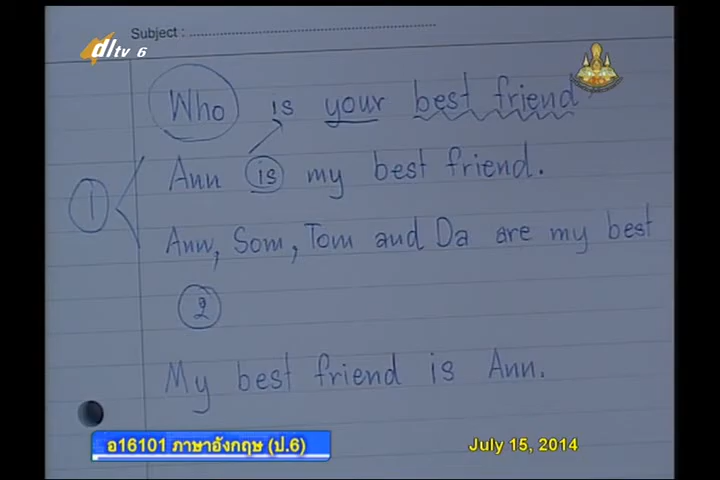 Subject :
dltv 6
Who is your best friend
Ann is my best friend.
1
Ann, Som, Tom and Da are my best
2
My best friend is Ann.
อ16101 ภาษาอังกฤษ (ป.6)
July 15, 2014